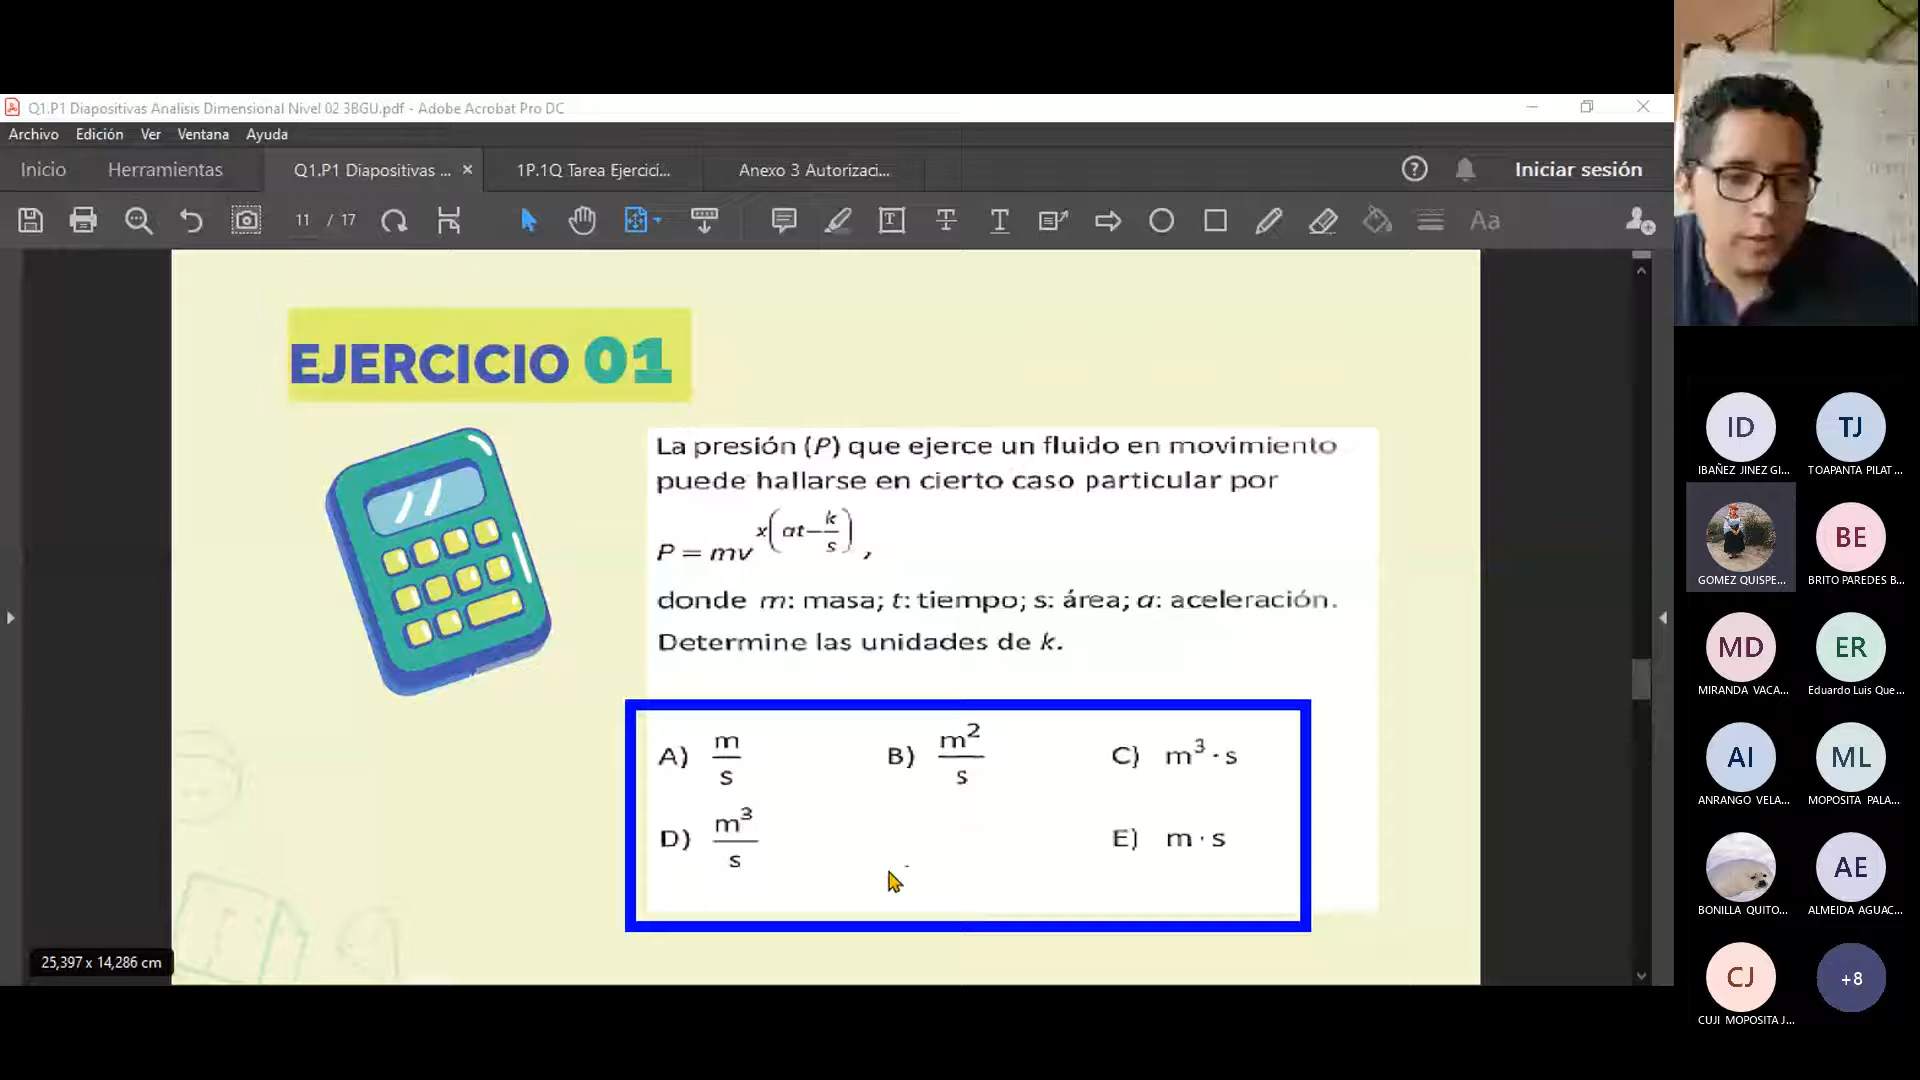 Q1.P1 Diapositivas Analisis Dimensional Nivel 02 3BGU.pdf - Adobe Acrobat Pro DC
Archivo Edición Ver Ventana Ayuda
Inicio Herramientas Q1.P1 Diapositivas ... 1P.1Q Tarea Ejercici... Anexo 3 Autorizaci... Iniciar sesión
11 / 17
EJERCICIO 01
La presión (P) que ejerce un fluido en movimiento
puede hallarse en cierto caso particular por
P = mv^{x(at-\frac{k}{s})},
donde m: masa; t: tiempo; s: área; a: aceleración.
Determine las unidades de k.
A) m/s B) m²/s C) m³ · s
D) m³/s E) m · s
25,397 x 14,286 cm
ID TJ
IBAÑEZ JINEZ GI... TOAPANTA PILAT...
BE
GOMEZ QUISPE... BRITO PAREDES B...
MD ER
MIRANDA VACA... Eduardo Luis Que...
AI ML
ANRANGO VELA... MOPOSITA PALA...
AE
BONILLA QUITO... ALMEIDA AGUAC...
CJ +8
CUJI MOPOSITA J...